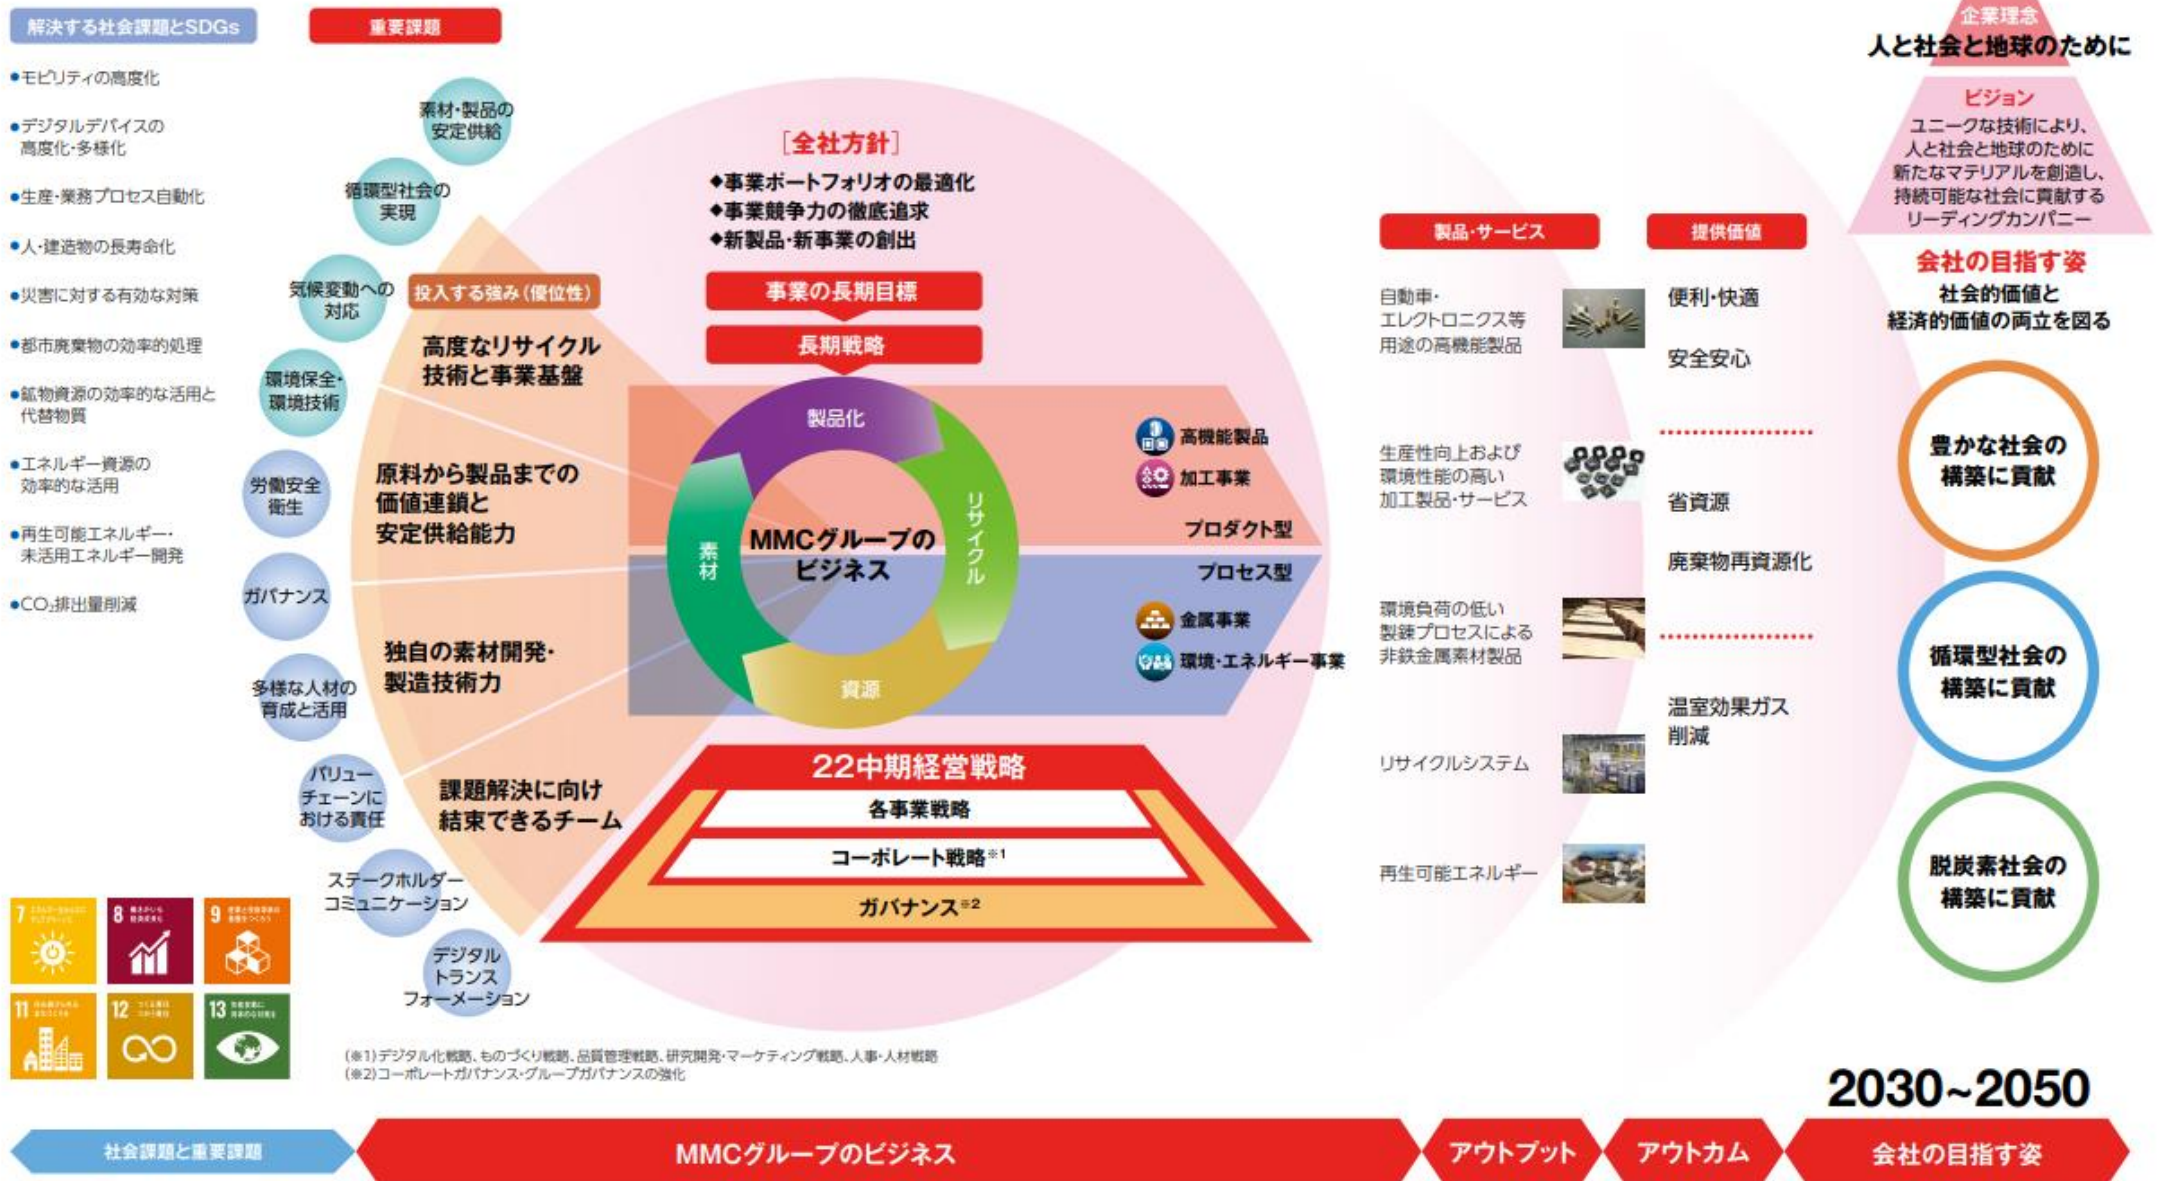 解決する社会課題とSDGs
●モビリティの高度化
●デジタルデバイスの
高度化・多様化
●生産・業務プロセス自動化
●人・建造物の長寿命化
●災害に対する有効な対策
●都市廃棄物の効率的処理
●鉱物資源の効率的な活用と
代替物質
●エネルギー資源の
効率的な活用
●再生可能エネルギー・
未活用エネルギー開発
●CO₂排出量削減
7
8
9
11
12
13
重要課題
素材・製品の
安定供給
循環型社会の
実現
気候変動への
対応
環境保全・
環境技術
労働安全
衛生
ガバナンス
多様な人材の
育成と活用
バリュー
チェーンに
おける責任
ステークホルダー
コミュニケーション
デジタル
トランス
フォーメーション
投入する強み(優位性)
高度なリサイクル
技術と事業基盤
原料から製品までの
価値連鎖と
安定供給能力
独自の素材開発・
製造技術力
課題解決に向け
結束できるチーム
[全社方針]
◆事業ポートフォリオの最適化
◆事業競争力の徹底追求
◆新製品・新事業の創出
事業の長期目標
長期戦略
製品化
リサイクル
資源
素材
MMCグループの
ビジネス
高機能製品
加工事業
プロダクト型
プロセス型
金属事業
環境・エネルギー事業
22中期経営戦略
各事業戦略
コーポレート戦略※1
ガバナンス※2
(※1)デジタル化戦略、ものづくり戦略、品質管理戦略、研究開発・マーケティング戦略、人事・人材戦略
(※2)コーポレートガバナンス・グループガバナンスの強化
製品・サービス
自動車・
エレクトロニクス等
用途の高機能製品
生産性向上および
環境性能の高い
加工製品・サービス
環境負荷の低い
製錬プロセスによる
非鉄金属素材製品
リサイクルシステム
再生可能エネルギー
提供価値
便利・快適
安全安心
省資源
廃棄物再資源化
温室効果ガス
削減
企業理念
人と社会と地球のために
ビジョン
ユニークな技術により、
人と社会と地球のために
新たなマテリアルを創造し、
持続可能な社会に貢献する
リーディングカンパニー
会社の目指す姿
社会的価値と
経済的価値の両立を図る
豊かな社会の
構築に貢献
循環型社会の
構築に貢献
脱炭素社会の
構築に貢献
2030~2050
社会課題と重要課題
MMCグループのビジネス
アウトプット
アウトカム
会社の目指す姿